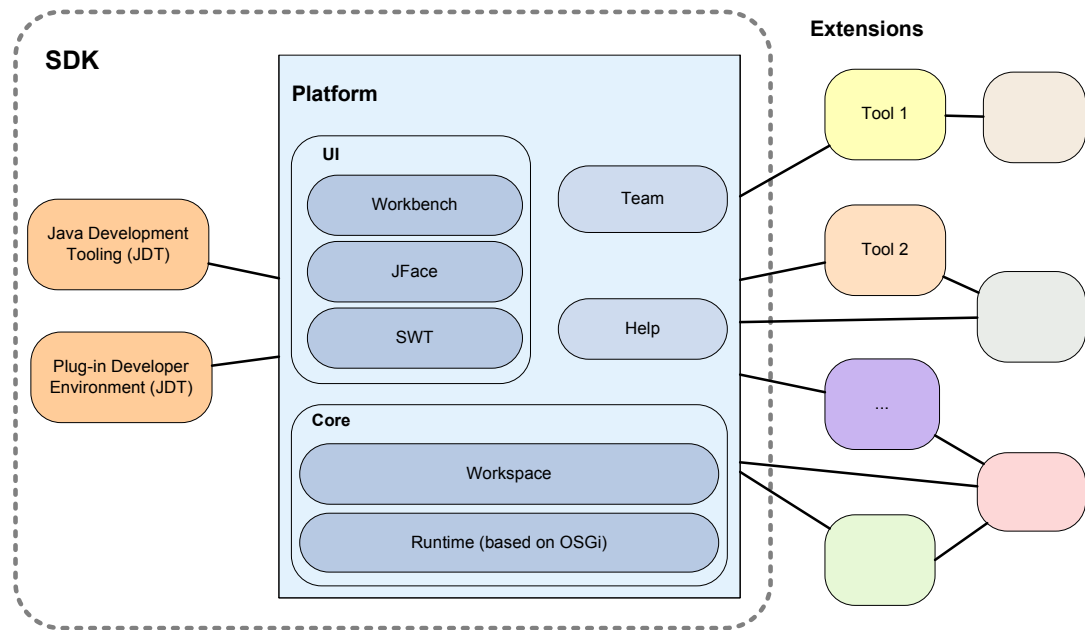 SDK
Java Development
Tooling (JDT)
Plug-in Developer
Environment (JDT)
Platform
UI
Workbench
JFace
SWT
Team
Help
Core
Workspace
Runtime (based on OSGi)
Extensions
Tool 1
Tool 2
...